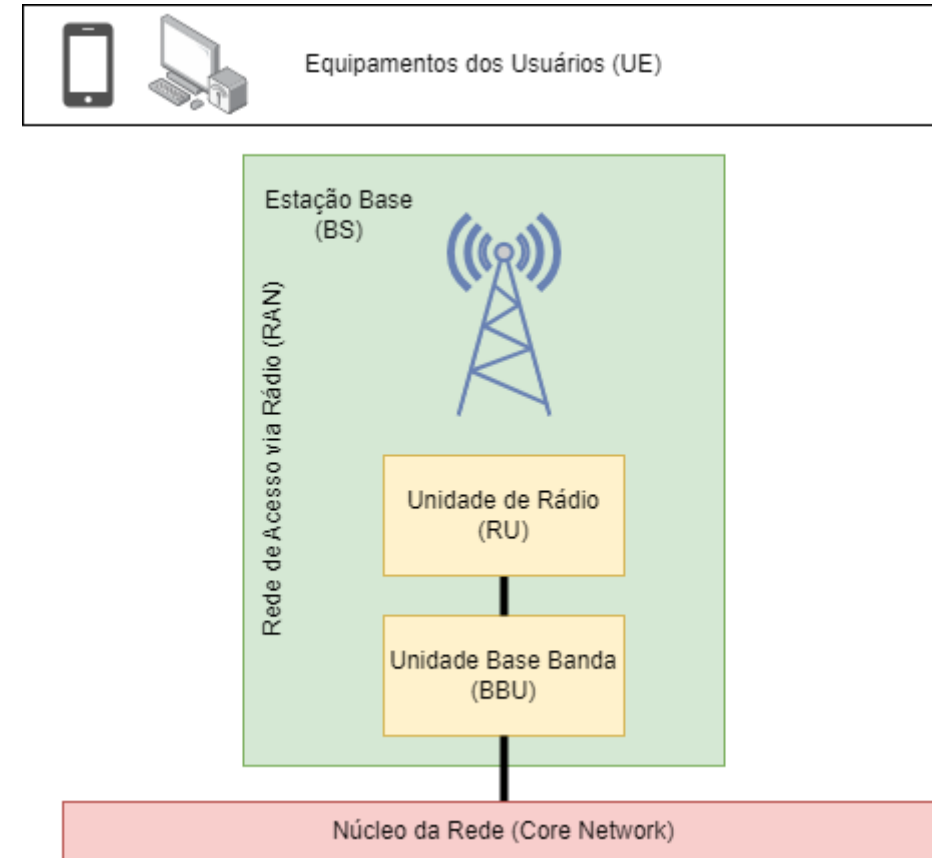 Equipamentos dos Usuários (UE)
Estação Base
(BS)
Rede de Acesso via Rádio (RAN)
Unidade de Rádio
(RU)
Unidade Base Banda
(BBU)
Núcleo da Rede (Core Network)